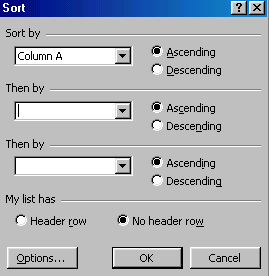 Sort
Sort by
Column A
Ascending
Descending
Then by
Ascending
Descending
Then by
Ascending
Descending
My list has
Header row No header row
Options... OK Cancel